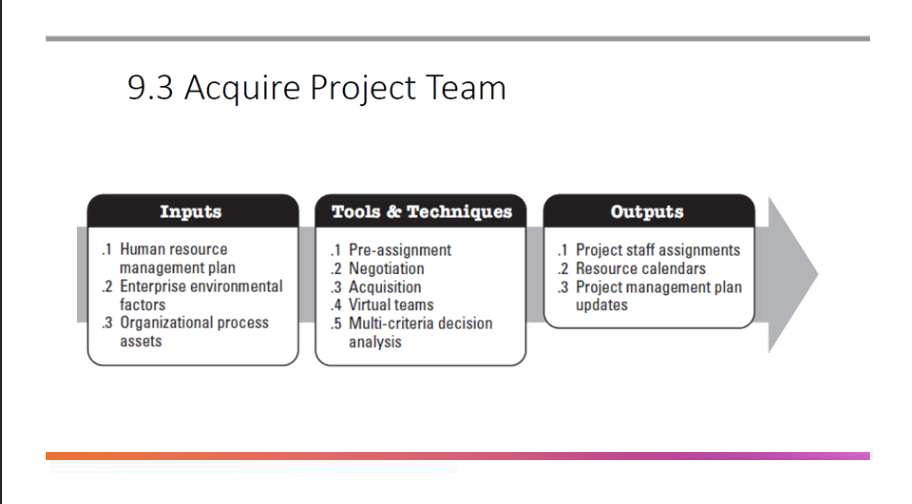 9.3 Acquire Project Team
Inputs
.1 Human resource
management plan
.2 Enterprise environmental
factors
.3 Organizational process
assets
Tools & Techniques
.1 Pre-assignment
.2 Negotiation
.3 Acquisition
.4 Virtual teams
.5 Multi-criteria decision
analysis
Outputs
.1 Project staff assignments
.2 Resource calendars
.3 Project management plan
updates